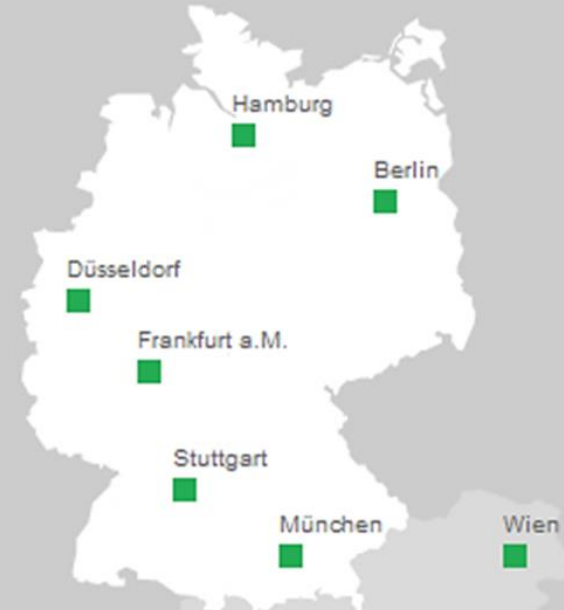 Hamburg
Berlin
Düsseldorf
Frankfurt a.M.
Stuttgart
München
Wien